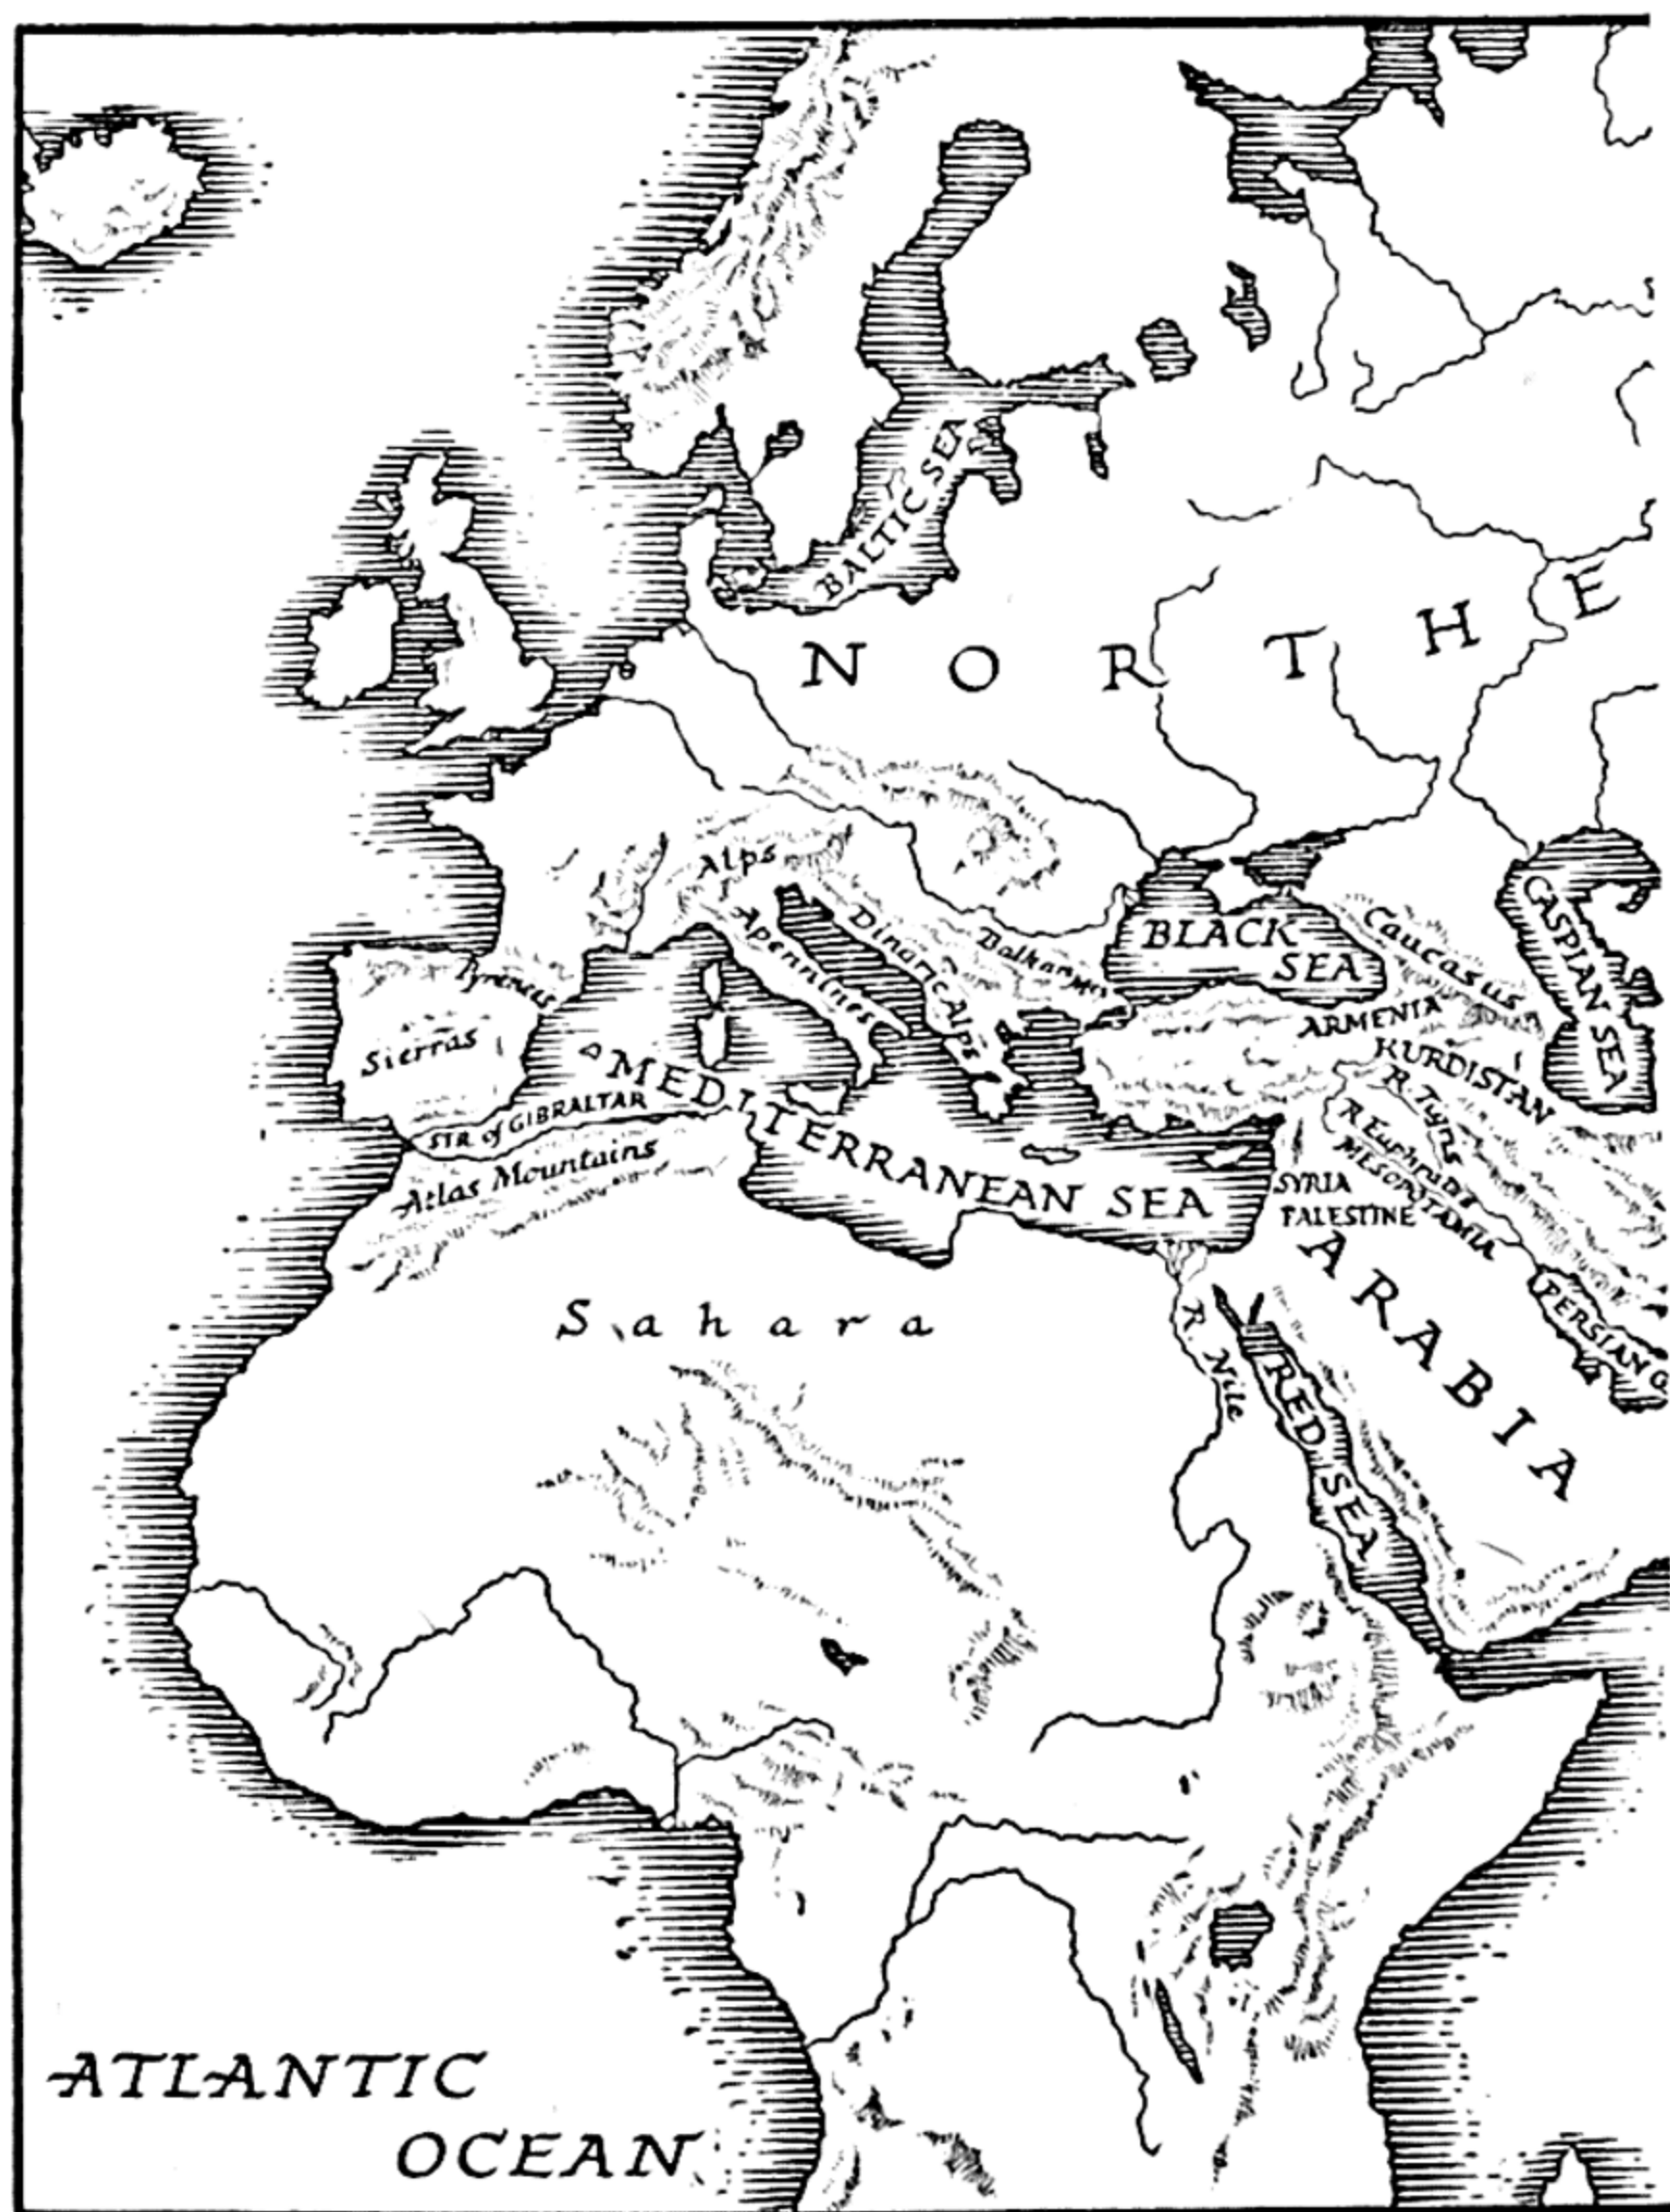 BALTIC SEA
N O R T H E
Alps
Apennines
Dinaric Alps
Balkan Mts
BLACK
SEA
Caucasus
CASPIAN SEA
Pyrenees
Sierras
ARMENIA
KURDISTAN
R. Tigris
R. Euphrates
MESOPOTAMIA
MEDITERRANEAN SEA
STR of GIBRALTAR
Atlas Mountains
SYRIA
PALESTINE
ARABIA
PERSIAN G
Sahara
R. Nile
RED SEA
ATLANTIC
OCEAN